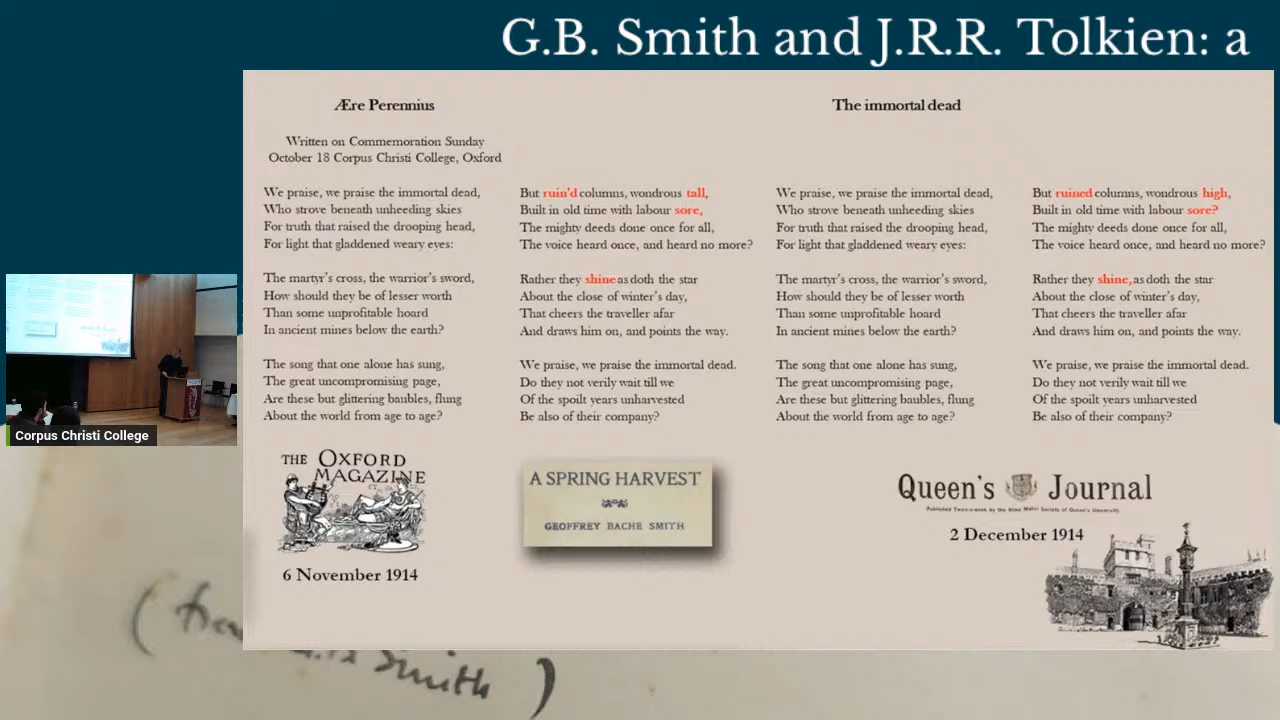 G.B. Smith and J.R.R. Tolkien: a
Ære Perennius
Written on Commemoration Sunday
October 18 Corpus Christi College, Oxford
We praise, we praise the immortal dead,
Who strove beneath unheeding skies
For truth that raised the drooping head,
For light that gladdened weary eyes:
The martyr's cross, the warrior's sword,
How should they be of lesser worth
Than some unprofitable hoard
In ancient mines below the earth?
The song that one alone has sung,
The great uncompromising page,
Are these but glittering baubles, flung
About the world from age to age?
But ruin'd columns, wondrous tall,
Built in old time with labour sore,
The mighty deeds done once for all,
The voice heard once, and heard no more?
Rather they shine as doth the star
About the close of winter's day,
That cheers the traveller afar
And draws him on, and points the way.
We praise, we praise the immortal dead.
Do they not verily wait till we
Of the spoilt years unharvested
Be also of their company?
THE OXFORD
MAGAZINE
6 November 1914
A SPRING HARVEST
GEOFFREY BACHE SMITH
The immortal dead
We praise, we praise the immortal dead,
Who strove beneath unheeding skies
For truth that raised the drooping head,
For light that gladdened weary eyes:
The martyr's cross, the warrior's sword,
How should they be of lesser worth
Than some unprofitable hoard
In ancient mines below the earth?
The song that one alone has sung,
The great uncompromising page,
Are these but glittering baubles, flung
About the world from age to age?
But ruined columns, wondrous high,
Built in old time with labour sore?
The mighty deeds done once for all,
The voice heard once, and heard no more?
Rather they shine, as doth the star
About the close of winter's day,
That cheers the traveller afar
And draws him on, and points the way.
We praise, we praise the immortal dead.
Do they not verily wait till we
Of the spoilt years unharvested
Be also of their company?
Queen's Journal
Published Twice-a-week by the Alma Mater Society of Queen's University.
2 December 1914
Corpus Christi College
Smith )